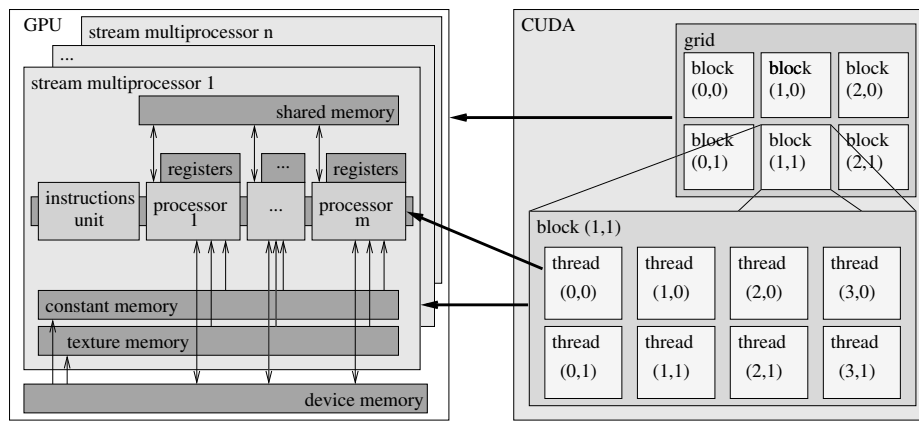 GPU
stream multiprocessor n
...
stream multiprocessor 1
shared memory
registers
...
registers
instructions
unit
processor
1
...
processor
m
constant memory
texture memory
device memory
CUDA
grid
block
(0,0)
block
(1,0)
block
(2,0)
block
(0,1)
block
(1,1)
block
(2,1)
block (1,1)
thread
(0,0)
thread
(1,0)
thread
(2,0)
thread
(3,0)
thread
(0,1)
thread
(1,1)
thread
(2,1)
thread
(3,1)